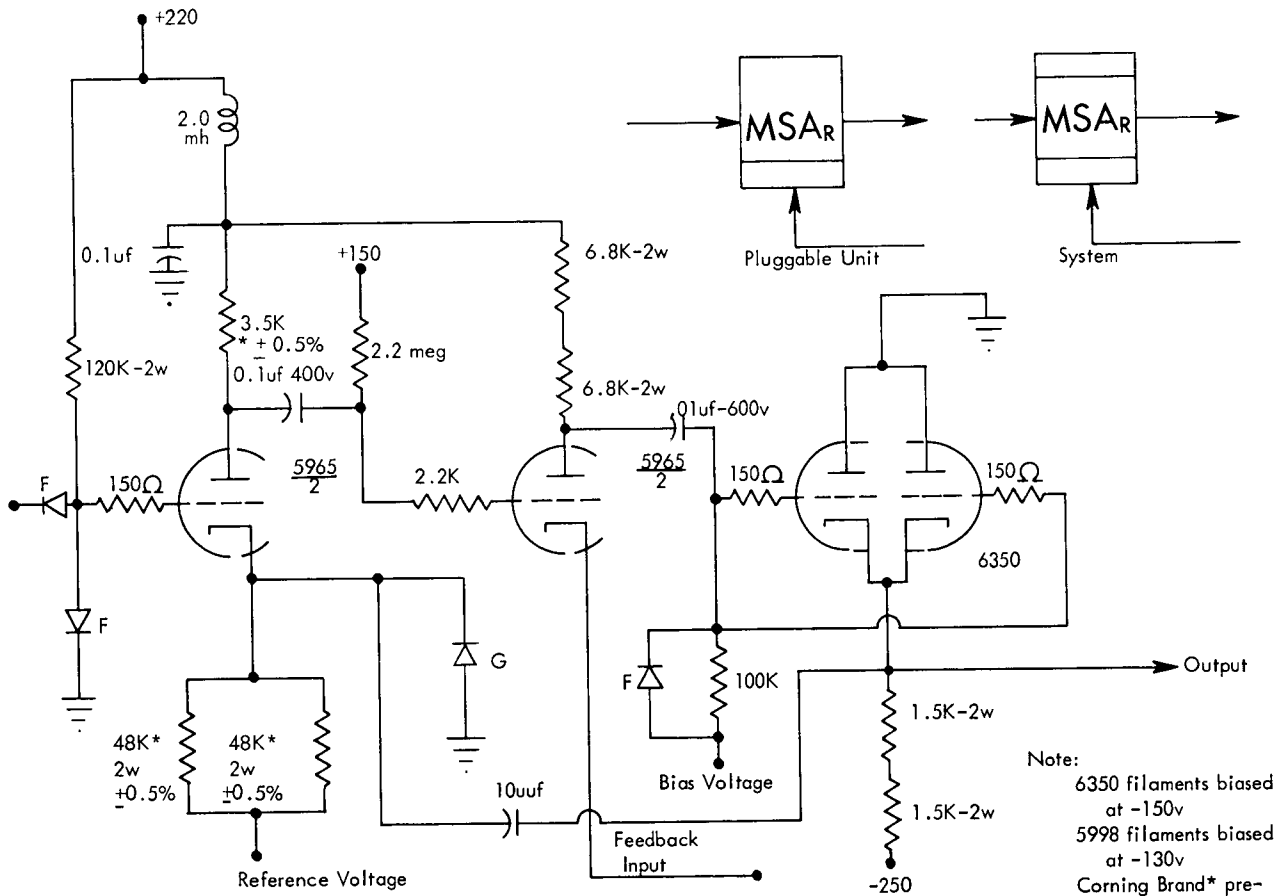 +220
2.0
mh
MSAR
MSAR
Pluggable Unit
System
0.1uf
+150
6.8K-2w
3.5K
* ±0.5%
2.2 meg
120K-2w
0.1uf 400v
6.8K-2w
01uf-600v
F
150Ω
5965
2
2.2K
5965
2
150Ω
150Ω
6350
F
G
F
100K
Output
48K*
2w
±0.5%
48K*
2w
±0.5%
1.5K-2w
Bias Voltage
10uuf
1.5K-2w
Feedback
Input
Reference Voltage
-250
Note:
6350 filaments biased
at -150v
5998 filaments biased
at -130v
Corning Brand* pre-